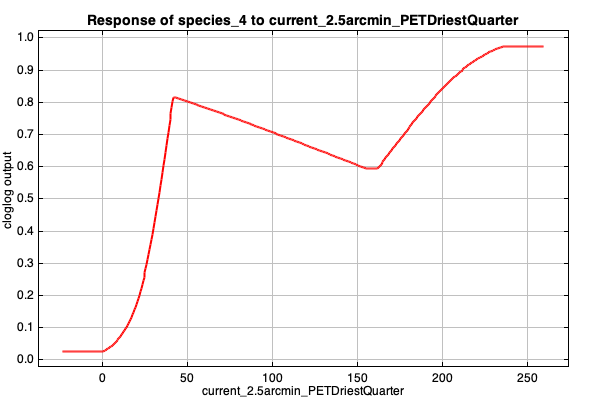 Response of species_4 to current_2.5arcmin_PETDriestQuarter
1.0
0.9
0.8
0.7
0.6
0.5
0.4
0.3
0.2
0.1
0.0
cloglog output
0 50 100 150 200 250
current_2.5arcmin_PETDriestQuarter